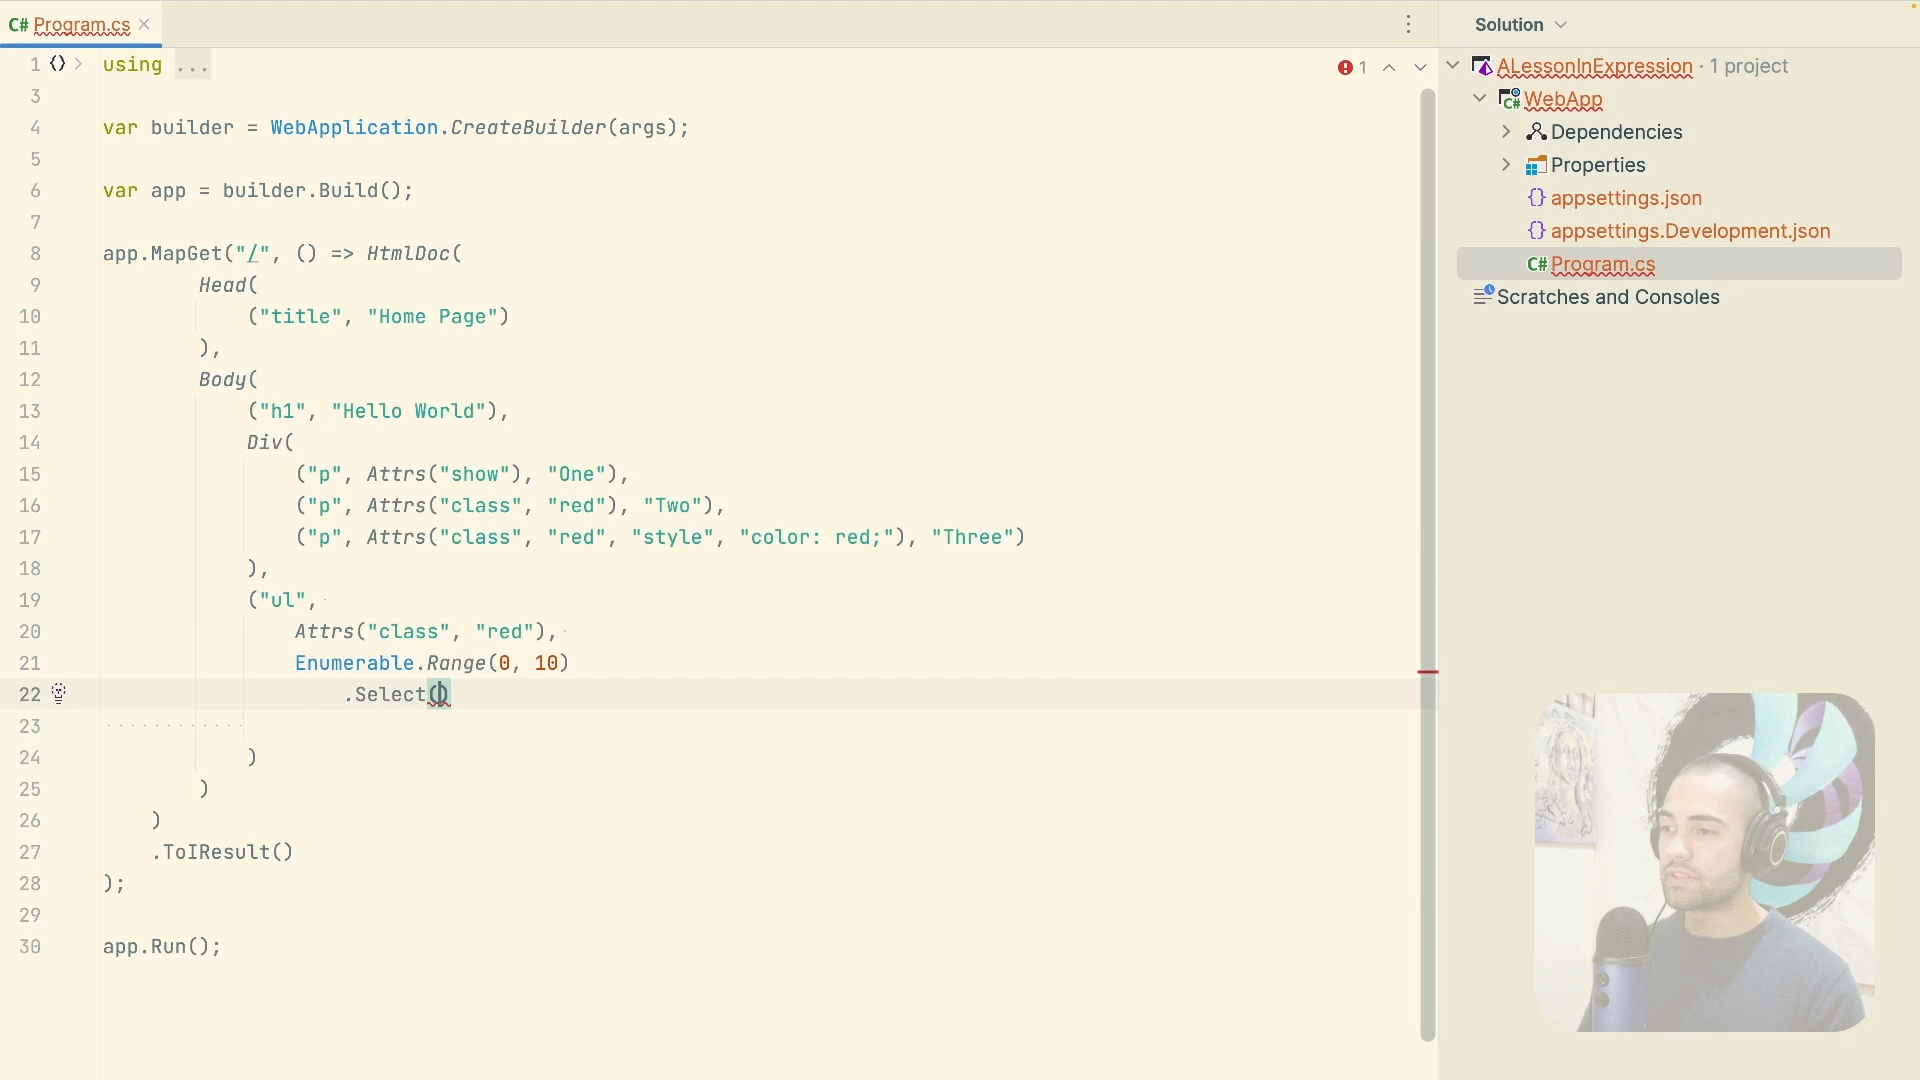 C# Program.cs
1 using ...
3
4 var builder = WebApplication.CreateBuilder(args);
5
6 var app = builder.Build();
7
8 app.MapGet("/", () => HtmlDoc(
9 Head(
10 ("title", "Home Page")
11 ),
12 Body(
13 ("h1", "Hello World"),
14 Div(
15 ("p", Attrs("show"), "One"),
16 ("p", Attrs("class", "red"), "Two"),
17 ("p", Attrs("class", "red", "style", "color: red;"), "Three")
18 ),
19 ("ul",
20 Attrs("class", "red"),
21 Enumerable.Range(0, 10)
22 .Select()
23
24 )
25 )
26 )
27 .ToIResult()
28 );
29
30 app.Run();
1
Solution
ALessonInExpression · 1 project
C# WebApp
Dependencies
Properties
{} appsettings.json
{} appsettings.Development.json
C# Program.cs
Scratches and Consoles